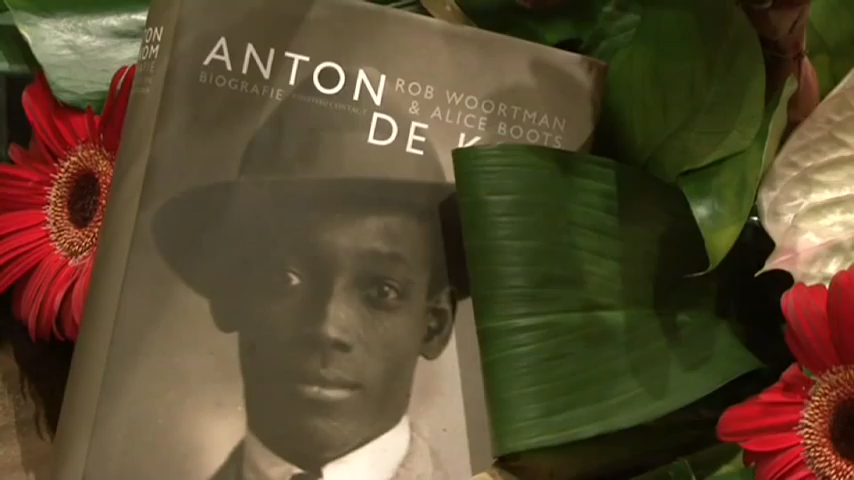 ANTON
DE K
BIOGRAFIE
ROB WOORTMAN
& ALICE BOOTS